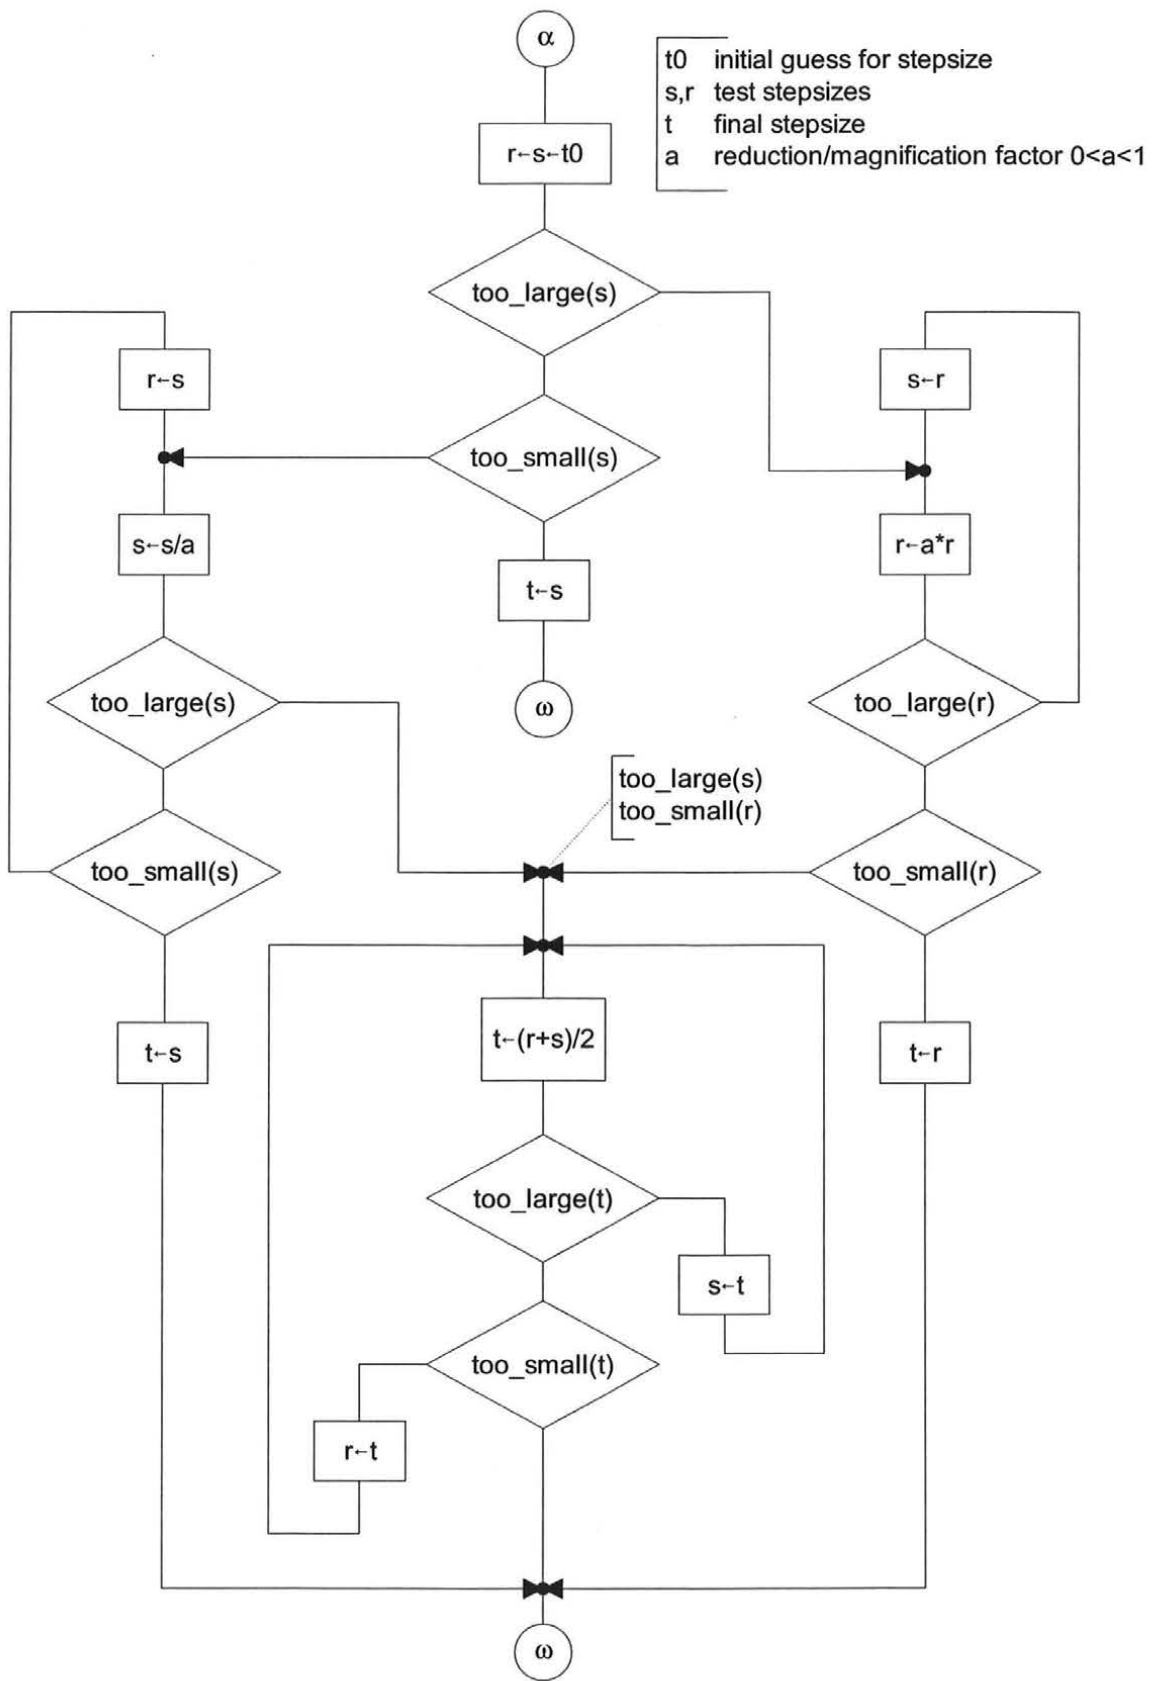 α
t0 initial guess for stepsize
s,r test stepsizes
t final stepsize
a reduction/magnification factor 0<a<1
r←s←t0
too_large(s)
r←s
s←r
too_small(s)
s←s/a
r←a*r
t←s
too_large(s)
ω
too_large(r)
too_large(s)
too_small(r)
too_small(s)
too_small(r)
t←s
t←(r+s)/2
t←r
too_large(t)
s←t
too_small(t)
r←t
ω